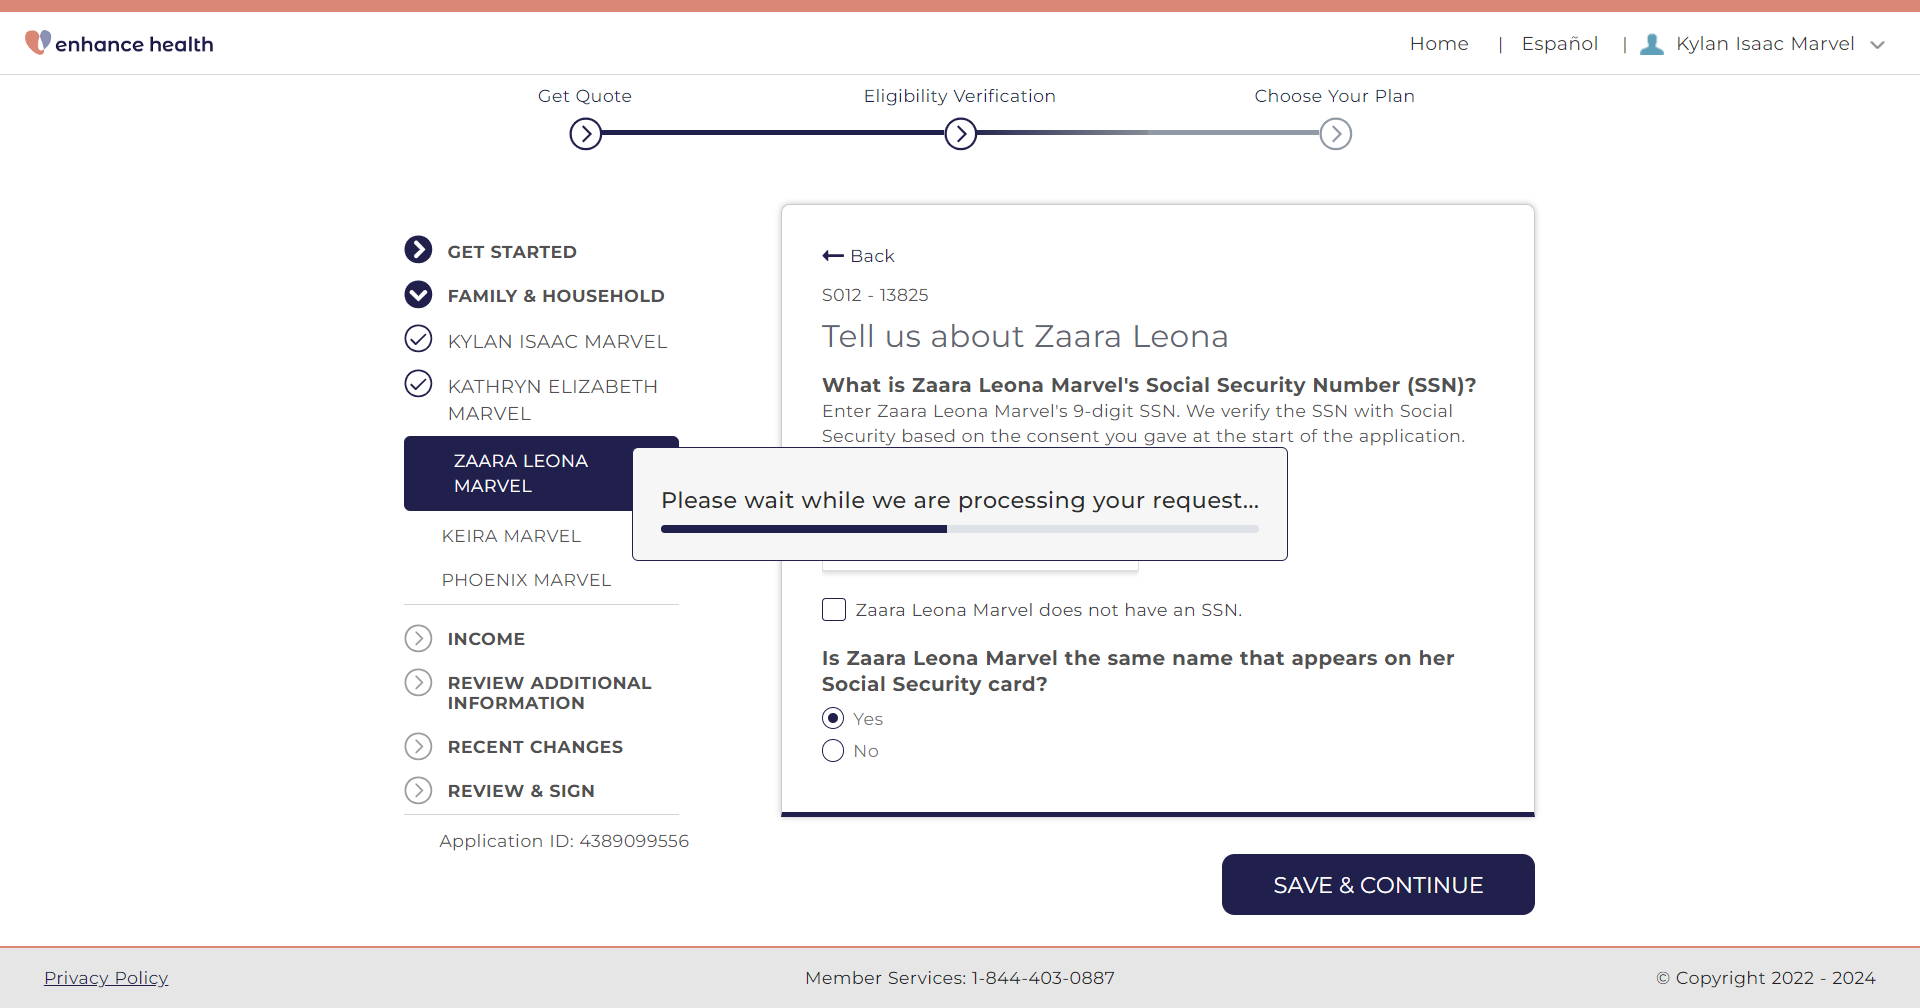 enhance health
Home | Español | Kylan Isaac Marvel
Get Quote
Eligibility Verification
Choose Your Plan
GET STARTED
FAMILY & HOUSEHOLD
KYLAN ISAAC MARVEL
KATHRYN ELIZABETH
MARVEL
ZAARA LEONA
MARVEL
KEIRA MARVEL
PHOENIX MARVEL
INCOME
REVIEW ADDITIONAL
INFORMATION
RECENT CHANGES
REVIEW & SIGN
Application ID: 4389099556
Back
S012 - 13825
Tell us about Zaara Leona
What is Zaara Leona Marvel's Social Security Number (SSN)?
Enter Zaara Leona Marvel's 9-digit SSN. We verify the SSN with Social
Security based on the consent you gave at the start of the application.
Please wait while we are processing your request...
Zaara Leona Marvel does not have an SSN.
Is Zaara Leona Marvel the same name that appears on her
Social Security card?
Yes
No
SAVE & CONTINUE
Privacy Policy
Member Services: 1-844-403-0887
© Copyright 2022 - 2024